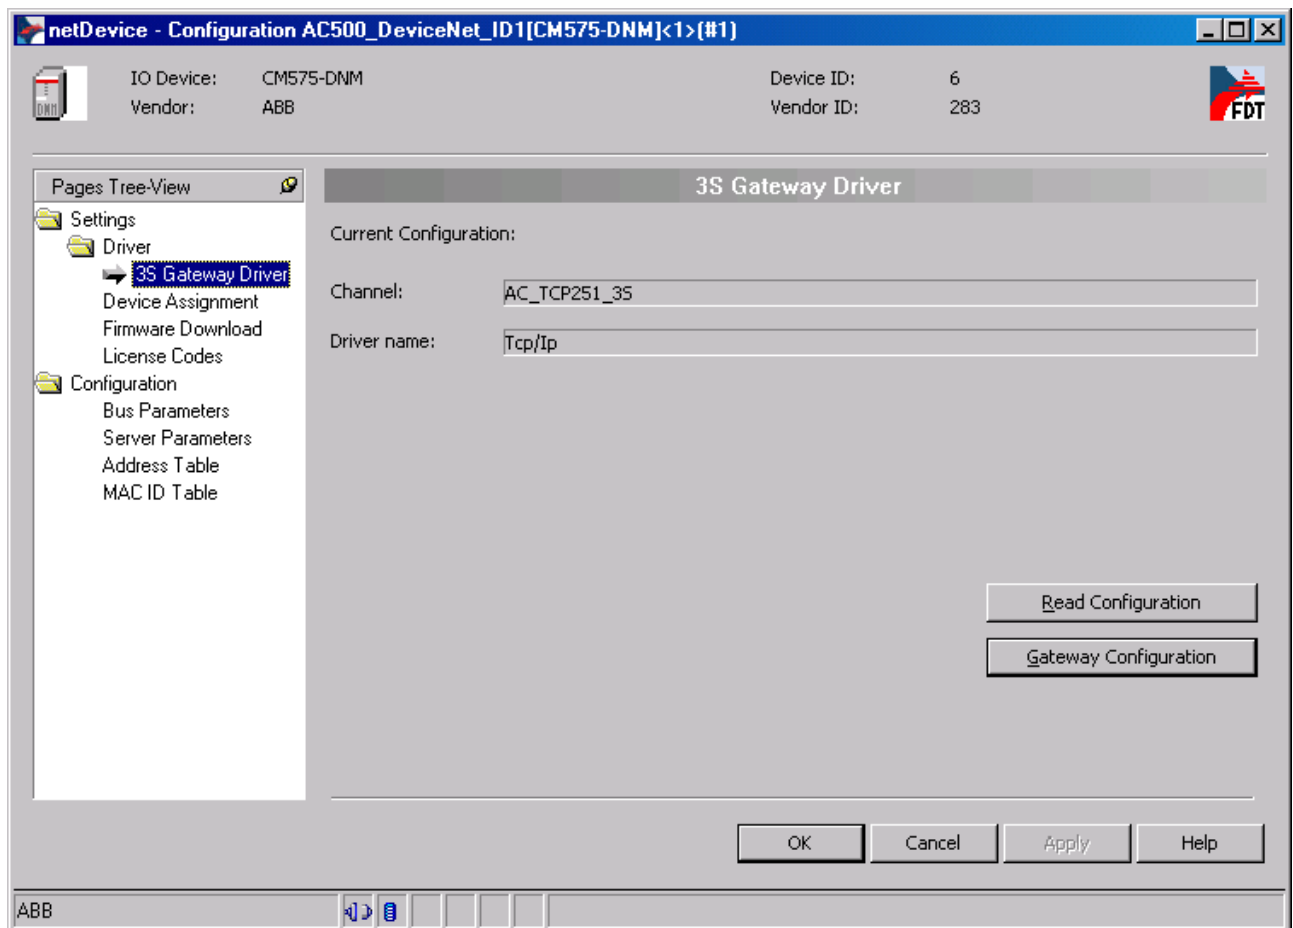 netDevice - Configuration AC500_DeviceNet_ID1[CM575-DNM]<1>(#1)
IO Device: CM575-DNM Device ID: 6
Vendor: ABB Vendor ID: 283
DNM
FDT
Pages Tree-View
3S Gateway Driver
Settings
Driver
3S Gateway Driver
Device Assignment
Firmware Download
License Codes
Configuration
Bus Parameters
Server Parameters
Address Table
MAC ID Table
Current Configuration:
Channel: AC_TCP251_3S
Driver name: Tcp/Ip
Read Configuration
Gateway Configuration
OK Cancel Apply Help
ABB